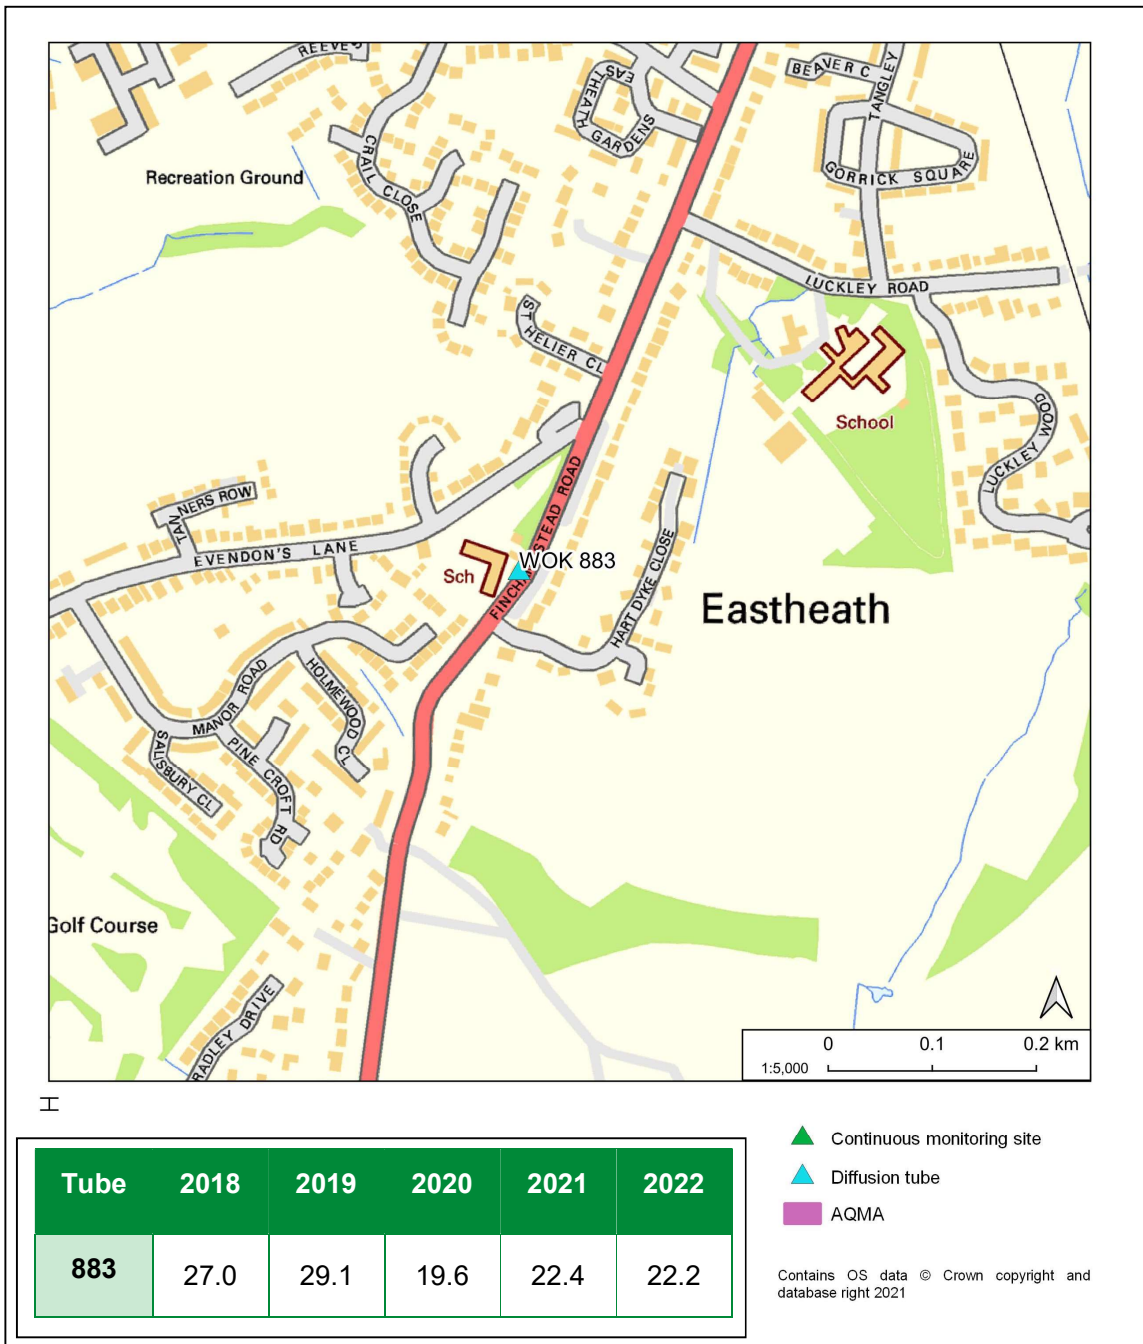 REEVES
EASTHEATH GARDENS
BEAVER C
TANGLEY
GORRICK SQUARE
CRAIL CLOSE
Recreation Ground
LUCKLEY ROAD
ST HELIER CL
School
LUCKLEY WOOD
TANNERS ROW
EVENDON'S LANE
Sch
WOK 883
FINCHA STEAD ROAD
HART DYKE CLOSE
Eastheath
MANOR ROAD
HOLMEWOOD CL
SALISBURY CL
PINE CROFT RD
Golf Course
RADLEY DRIVE
0 0.1 0.2 km
1:5,000
Tube 2018 2019 2020 2021 2022
883 27.0 29.1 19.6 22.4 22.2
Continuous monitoring site
Diffusion tube
AQMA
Contains OS data © Crown copyright and
database right 2021